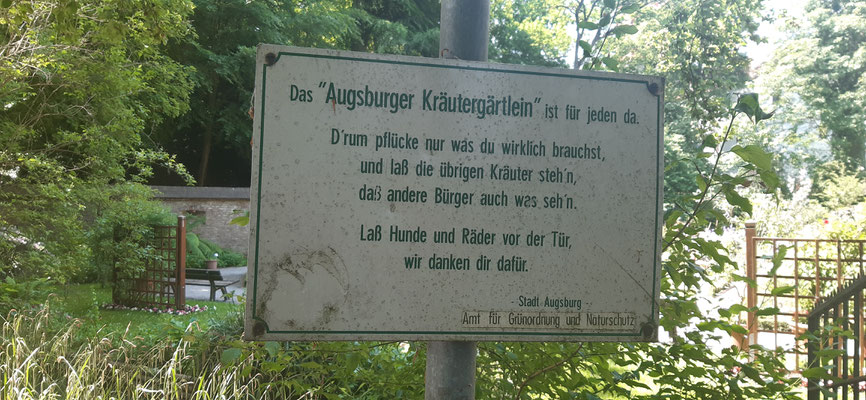 Das "Augsburger Kräutergärtlein" ist für jeden da.
D'rum pflücke nur was du wirklich brauchst,
und laß die übrigen Kräuter steh'n,
daß andere Bürger auch was seh'n.
Laß Hunde und Räder vor der Tür,
wir danken dir dafür.
- Stadt Augsburg -
Amt für Grünordnung und Naturschutz